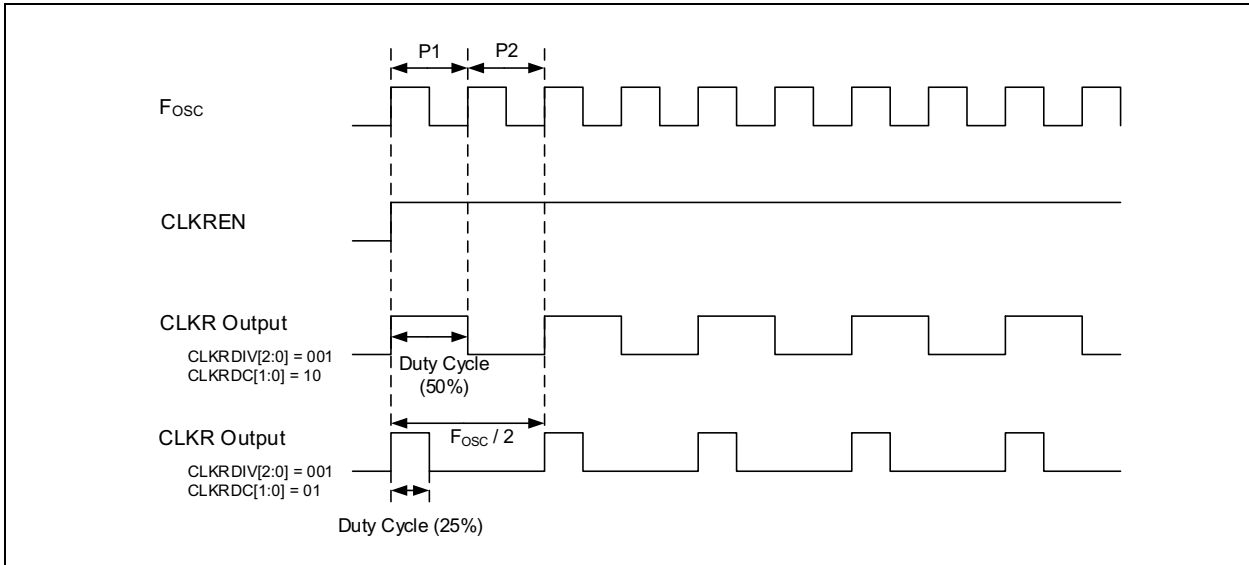 P1
P2
FOSC
CLKREN
CLKR Output
CLKRDIV[2:0] = 001
CLKRDC[1:0] = 10
Duty Cycle
(50%)
FOSC / 2
CLKR Output
CLKRDIV[2:0] = 001
CLKRDC[1:0] = 01
Duty Cycle (25%)